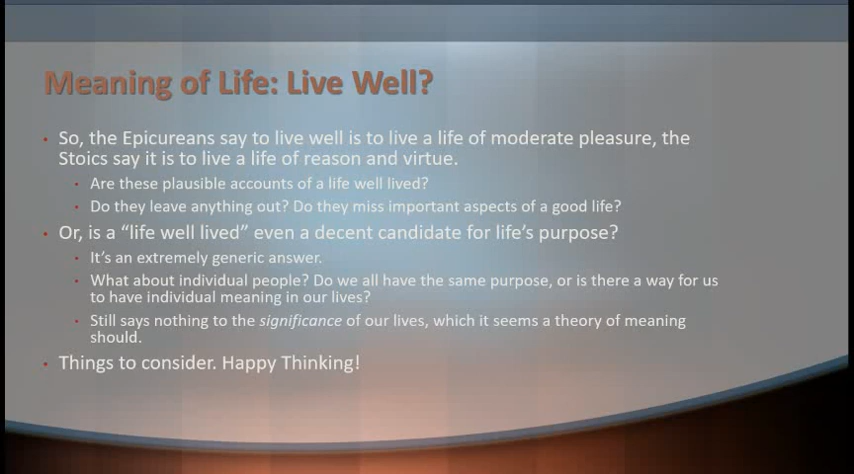 Meaning of Life: Live Well?
• So, the Epicureans say to live well is to live a life of moderate pleasure, the
Stoics say it is to live a life of reason and virtue.
• Are these plausible accounts of a life well lived?
• Do they leave anything out? Do they miss important aspects of a good life?
• Or, is a “life well lived” even a decent candidate for life’s purpose?
• It’s an extremely generic answer.
• What about individual people? Do we all have the same purpose, or is there a way for us
to have individual meaning in our lives?
• Still says nothing to the significance of our lives, which it seems a theory of meaning
should.
• Things to consider. Happy Thinking!